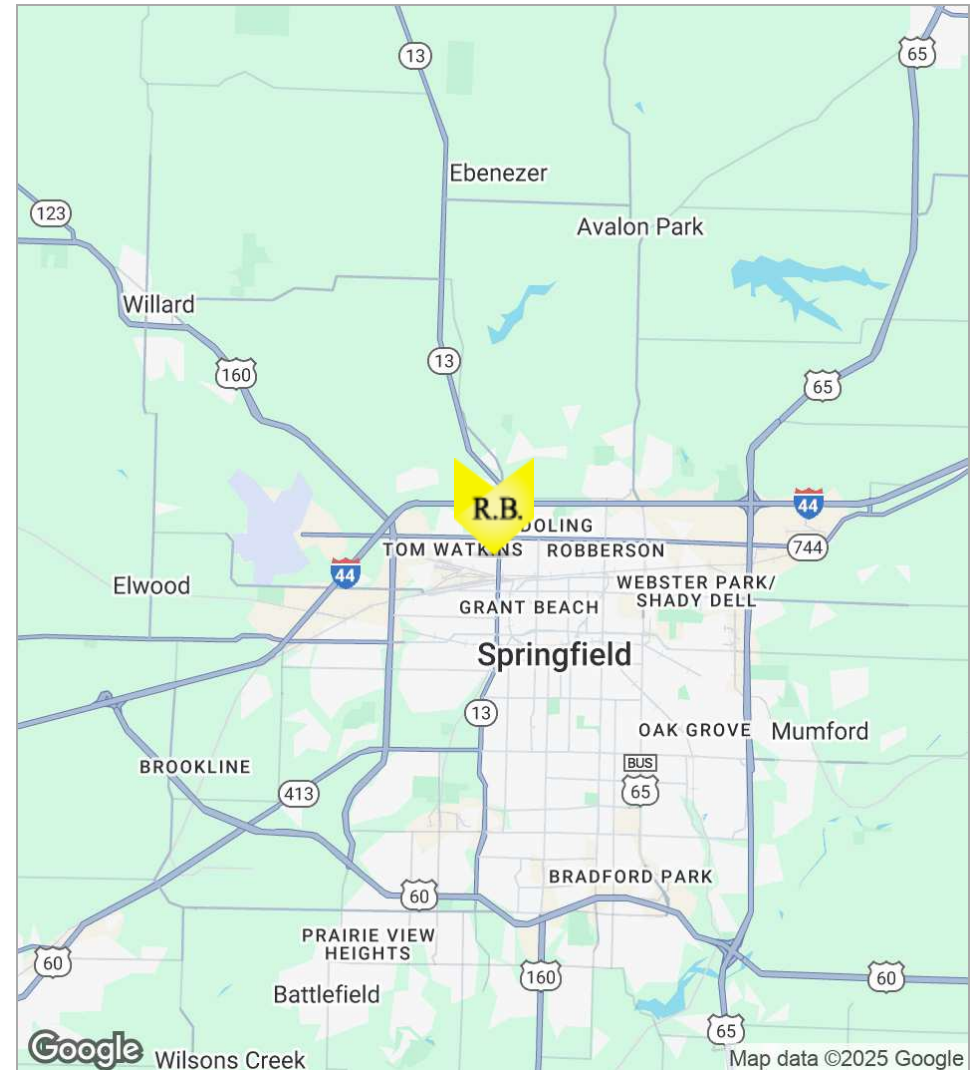 13
65
Ebenezer
123
Avalon Park
Willard
13
160
65
R.B.
44
DOLING
744
TOM WATKINS
ROBBERSON
44
Elwood
WEBSTER PARK/
SHADY DELL
GRANT BEACH
Springfield
13
OAK GROVE
Mumford
BROOKLINE
BUS
65
413
BRADFORD PARK
60
PRAIRIE VIEW
HEIGHTS
60
160
60
Battlefield
65
Google
Wilsons Creek
Map data ©2025 Google